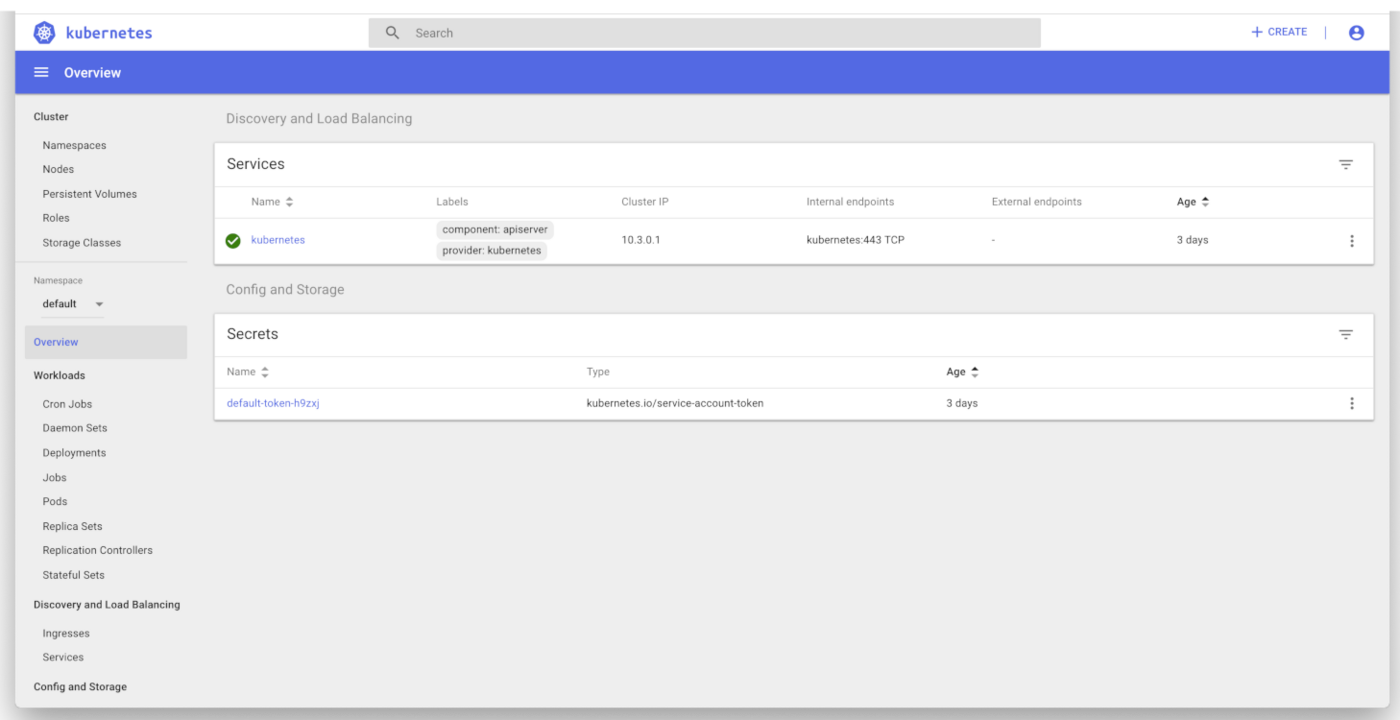 kubernetes
Search
+ CREATE |
Overview
Cluster
Namespaces
Nodes
Persistent Volumes
Roles
Storage Classes
Namespace
default
Overview
Workloads
Cron Jobs
Daemon Sets
Deployments
Jobs
Pods
Replica Sets
Replication Controllers
Stateful Sets
Discovery and Load Balancing
Ingresses
Services
Config and Storage
Discovery and Load Balancing
Services
Name Labels Cluster IP Internal endpoints External endpoints Age
kubernetes component: apiserver 10.3.0.1 kubernetes:443 TCP - 3 days
provider: kubernetes
Config and Storage
Secrets
Name Type Age
default-token-h9zxj kubernetes.io/service-account-token 3 days